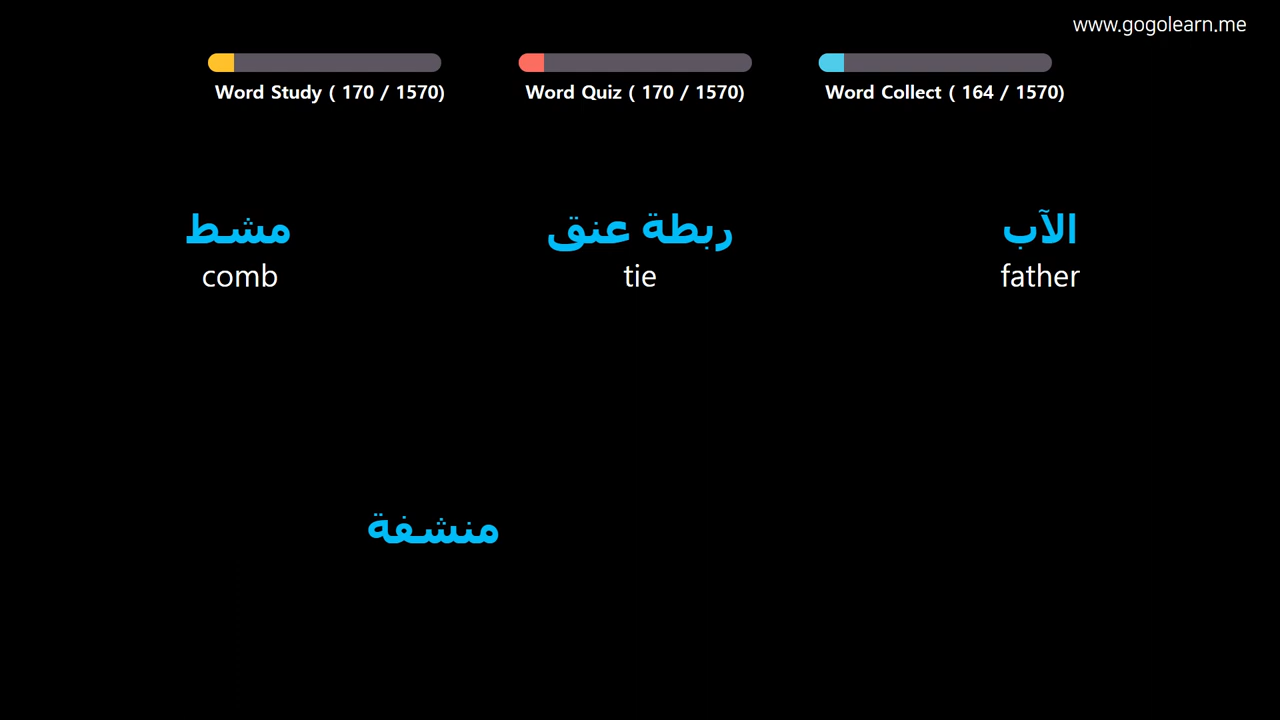 www.gogolearn.me
Word Study ( 170 / 1570)
Word Quiz ( 170 / 1570)
Word Collect ( 164 / 1570)
مشط
comb
ربطة عنق
tie
الآب
father
منشفة